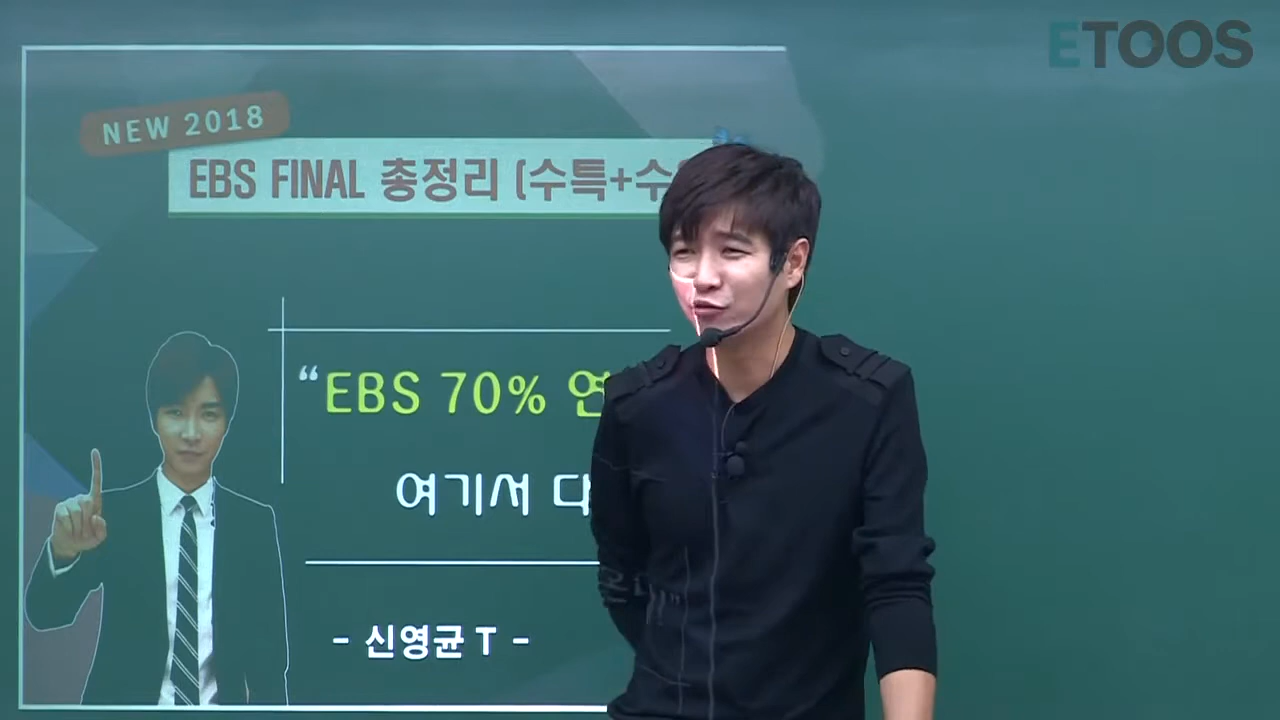 ETOOS
NEW 2018
EBS FINAL 총정리 (수특+수
“EBS 70% 연
여기서 다
- 신영균 T -